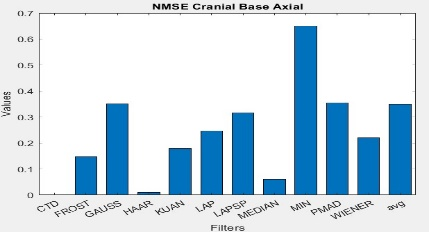 NMSE Cranial Base Axial
0.7
0.6
0.5
0.4
0.3
0.2
0.1
0
Values
CTD FROST GAUSS HAAR KUAN LAP LAPSP MEDIAN MIN PMAD WIENER avg
Filters